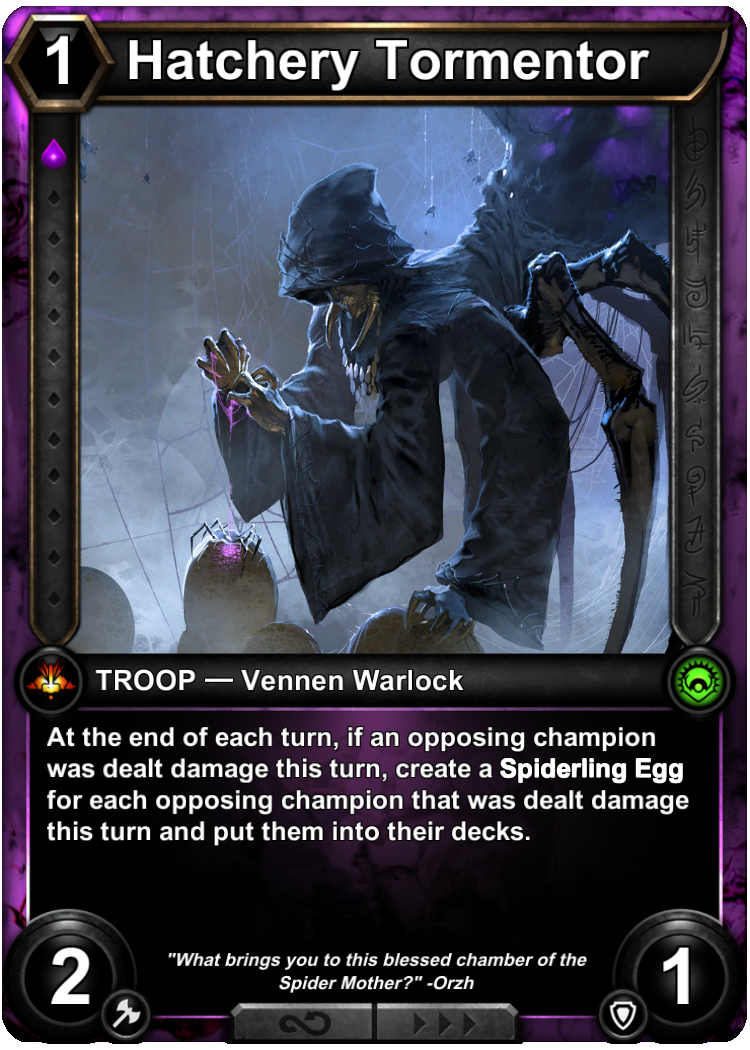 1
Hatchery Tormentor
TROOP — Vennen Warlock
At the end of each turn, if an opposing champion
was dealt damage this turn, create a Spiderling Egg
for each opposing champion that was dealt damage
this turn and put them into their decks.
2
"What brings you to this blessed chamber of the
Spider Mother?" -Orzh
1